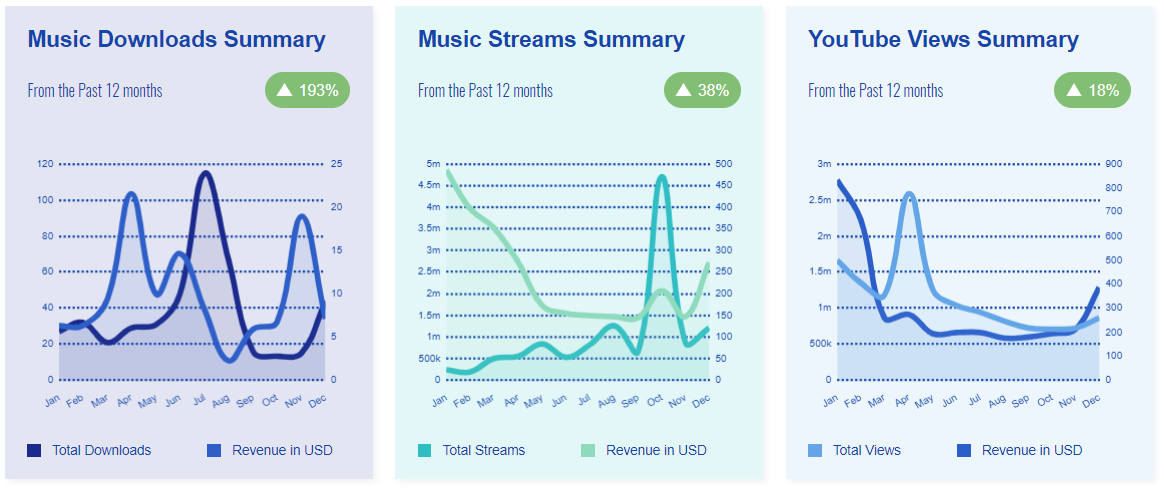 Music Downloads Summary
From the Past 12 months
193%
120 25
100 20
80
60 15
40 10
20 5
0 0
Jan Feb Mar Apr May Jun Jul Aug Sep Oct Nov Dec
Total Downloads Revenue in USD
Music Streams Summary
From the Past 12 months
38%
5m 500
4.5m 450
4m 400
3.5m 350
3m 300
2.5m 250
2m 200
1.5m 150
1m 100
500k 50
0 0
Jan Feb Mar Apr May Jun Jul Aug Sep Oct Nov Dec
Total Streams Revenue in USD
YouTube Views Summary
From the Past 12 months
18%
3m 900
2.5m 800
700
2m 600
1.5m 500
400
1m 300
500k 200
100
0 0
Jan Feb Mar Apr May Jun Jul Aug Sep Oct Nov Dec
Total Views Revenue in USD